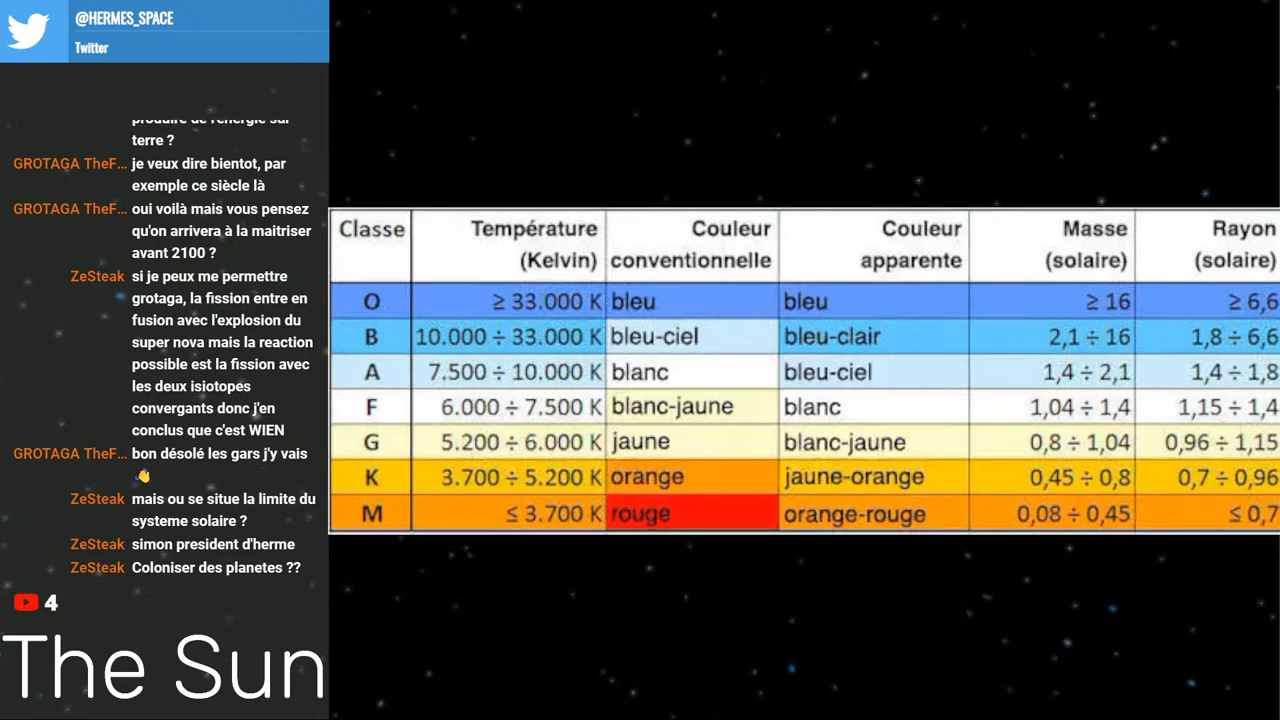 @HERMES_SPACE
Twitter
produire de l'énergie sur
terre ?
GROTAGA TheF... je veux dire bientot, par
exemple ce siècle là
GROTAGA TheF... oui voilà mais vous pensez
qu'on arrivera à la maitriser
avant 2100 ?
ZeSteak si je peux me permettre
grotaga, la fission entre en
fusion avec l'explosion du
super nova mais la reaction
possible est la fission avec
les deux isiotopes
convergants donc j'en
conclus que c'est WIEN
GROTAGA TheF... bon désolé les gars j'y vais
👋
ZeSteak mais ou se situe la limite du
systeme solaire ?
ZeSteak simon president d'herme
ZeSteak Coloniser des planetes ??
4
The Sun
Classe Température (Kelvin) Couleur conventionnelle Couleur apparente Masse (solaire) Rayon (solaire)
O ≥ 33.000 K bleu bleu ≥ 16 ≥ 6,6
B 10.000 ÷ 33.000 K bleu-ciel bleu-clair 2,1 ÷ 16 1,8 ÷ 6,6
A 7.500 ÷ 10.000 K blanc bleu-ciel 1,4 ÷ 2,1 1,4 ÷ 1,8
F 6.000 ÷ 7.500 K blanc-jaune blanc 1,04 ÷ 1,4 1,15 ÷ 1,4
G 5.200 ÷ 6.000 K jaune blanc-jaune 0,8 ÷ 1,04 0,96 ÷ 1,15
K 3.700 ÷ 5.200 K orange jaune-orange 0,45 ÷ 0,8 0,7 ÷ 0,96
M ≤ 3.700 K rouge orange-rouge 0,08 ÷ 0,45 ≤ 0,7